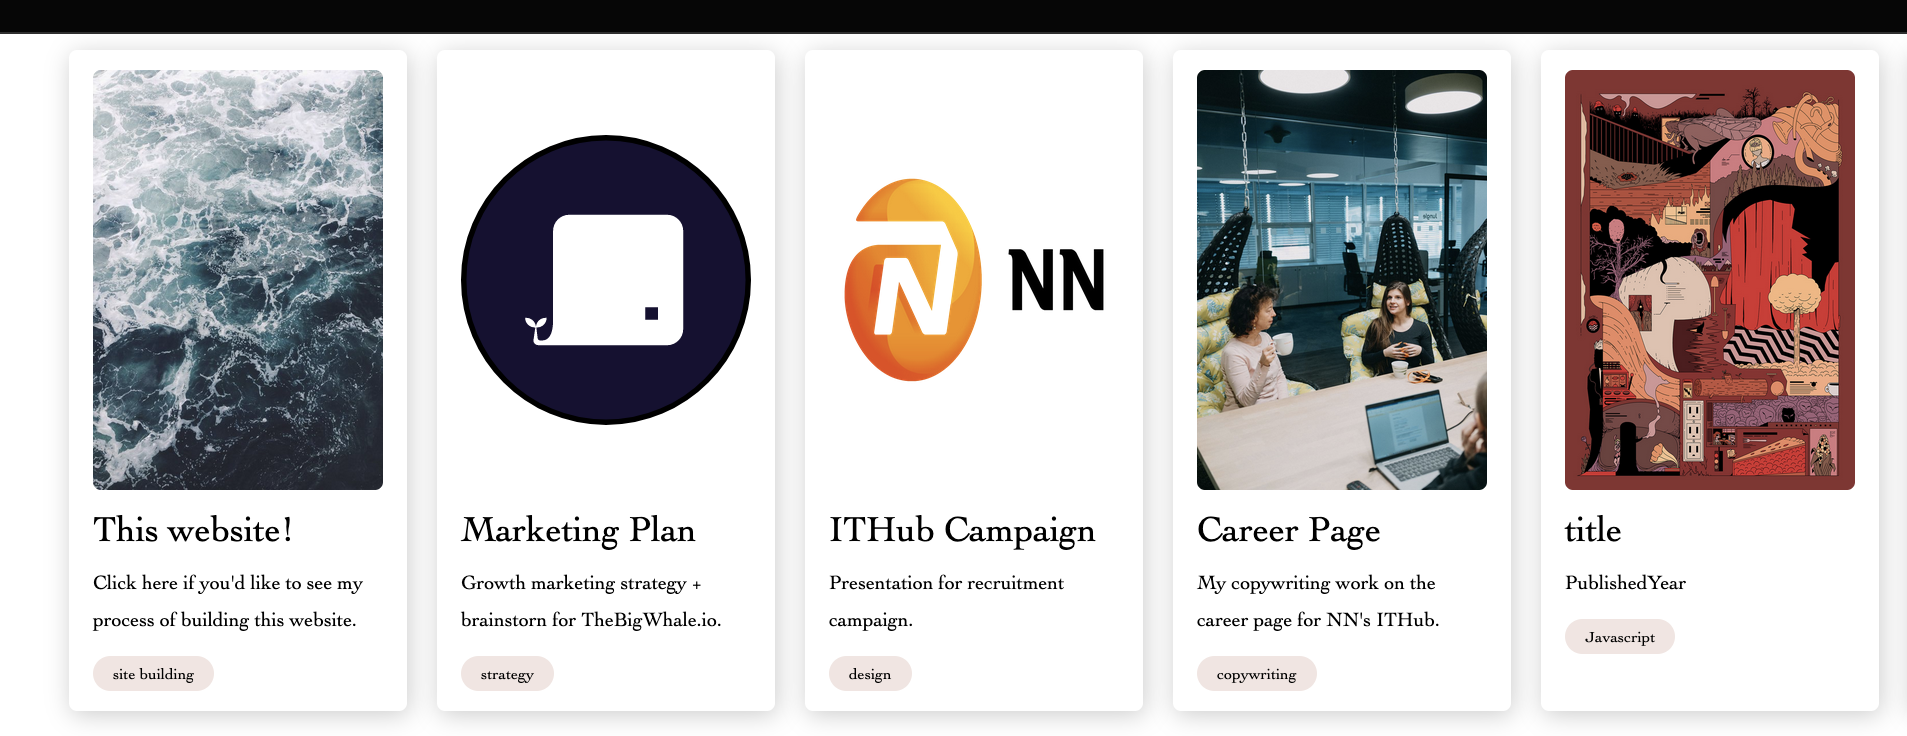 NN
signul
This website!
Click here if you'd like to see my
process of building this website.
site building
Marketing Plan
Growth marketing strategy +
brainstorn for TheBigWhale.io.
strategy
ITHub Campaign
Presentation for recruitment
campaign.
design
Career Page
My copywriting work on the
career page for NN's ITHub.
copywriting
title
PublishedYear
Javascript